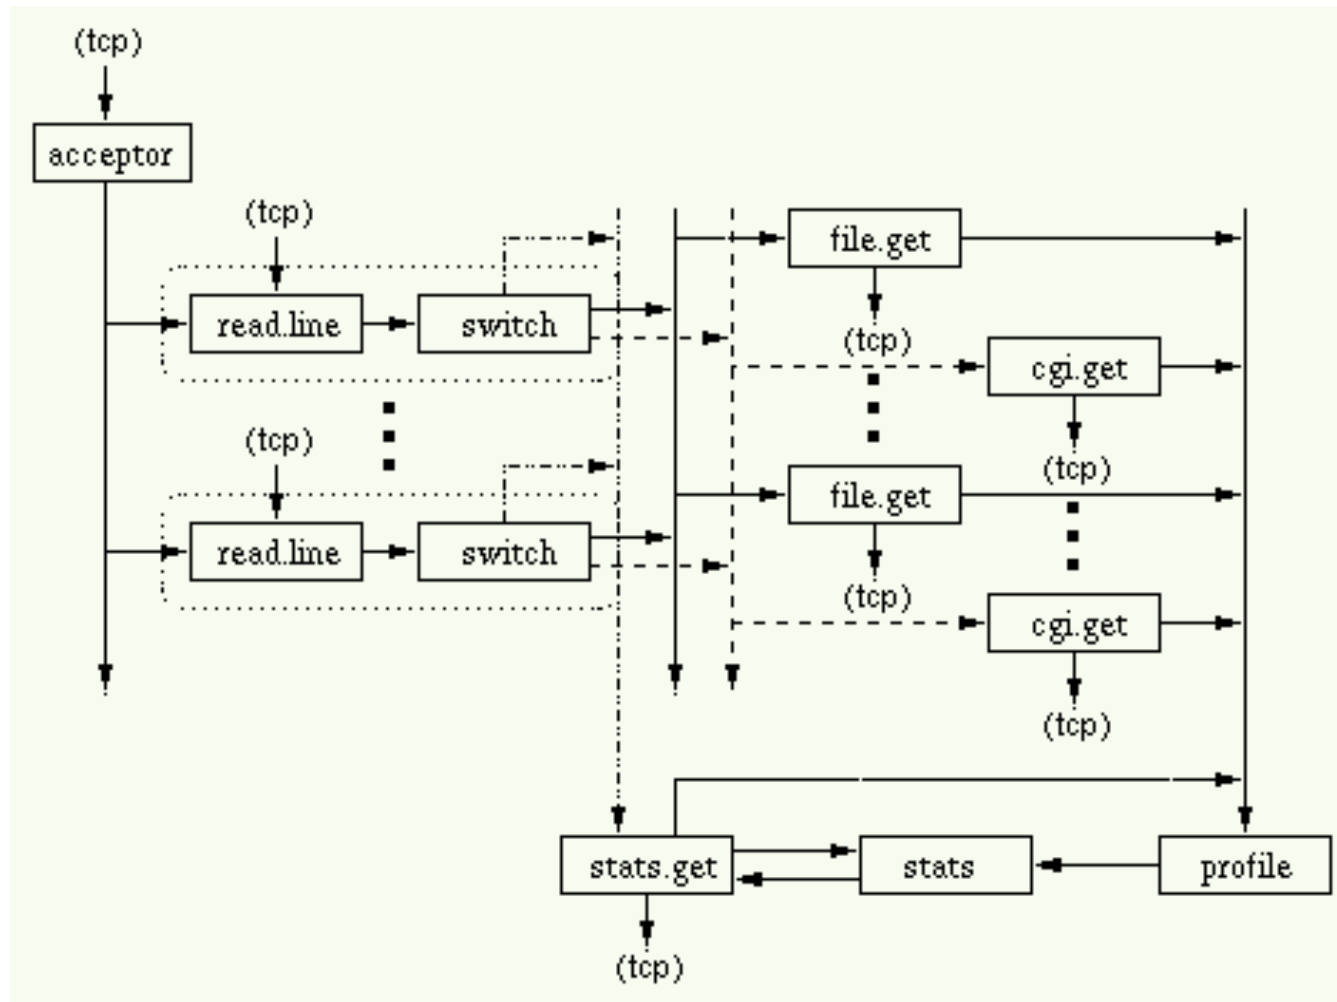 (tcp)
acceptor
(tcp)
file.get
read.line
switch
(tcp)
cgi.get
(tcp)
(tcp)
file.get
read.line
switch
(tcp)
cgi.get
(tcp)
stats.get
stats
profile
(tcp)